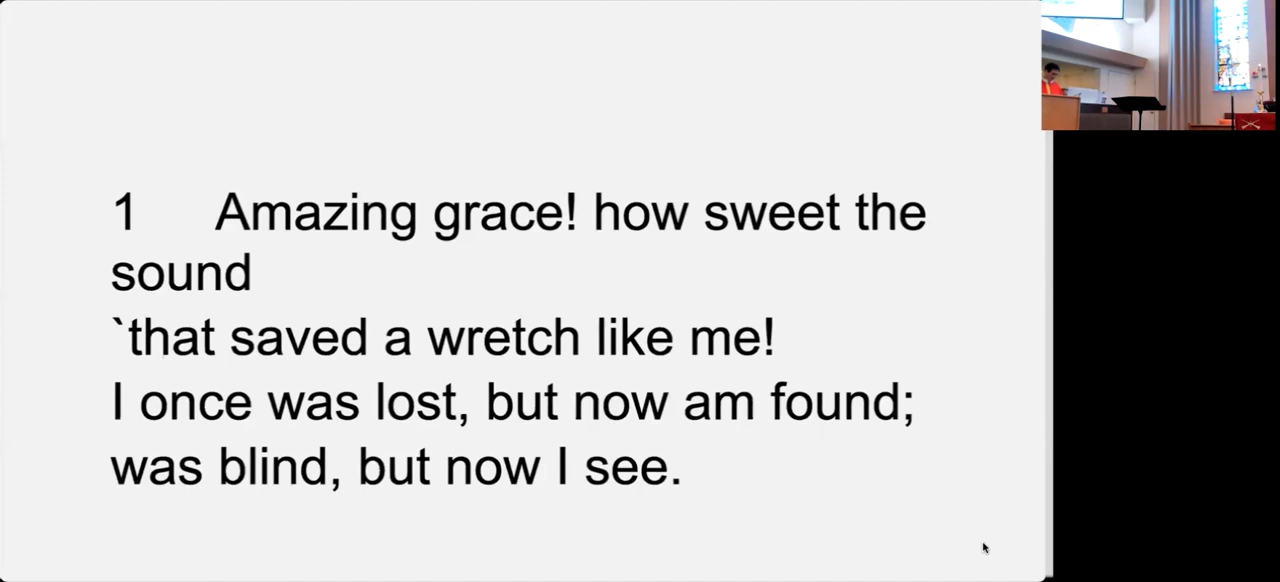 1 Amazing grace! how sweet the
sound
`that saved a wretch like me!
I once was lost, but now am found;
was blind, but now I see.